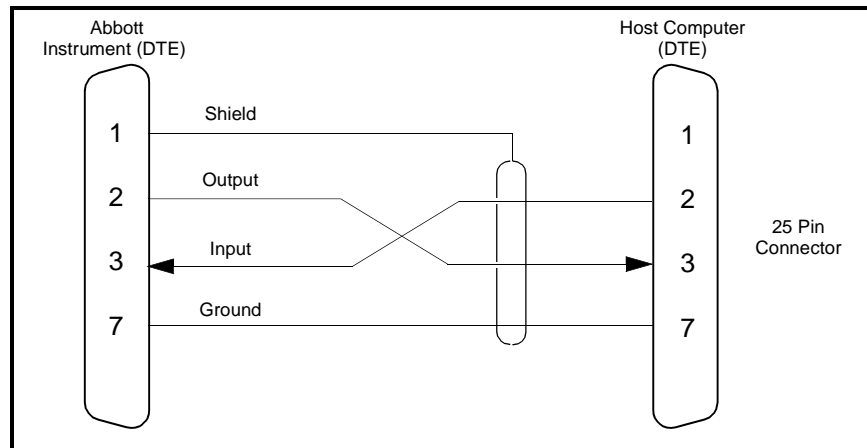 Abbott
Instrument (DTE)
Host Computer
(DTE)
1
Shield
1
2
Output
2
3
Input
3
7
Ground
7
25 Pin
Connector